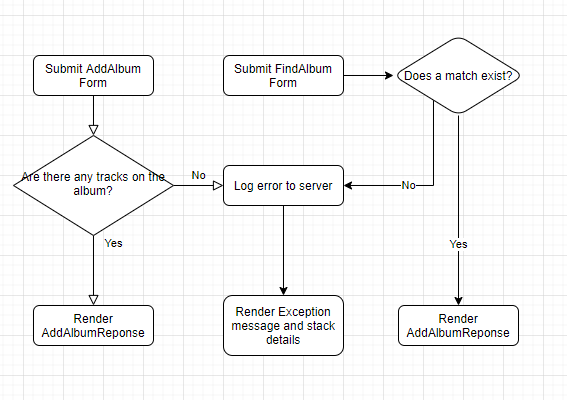 Submit AddAlbum
Form
Submit FindAlbum
Form
Does a match exist?
Are there any tracks on the
album?
No
Log error to server
No
Yes
Yes
Render
AddAlbumReponse
Render Exception
message and stack
details
Render
AddAlbumReponse